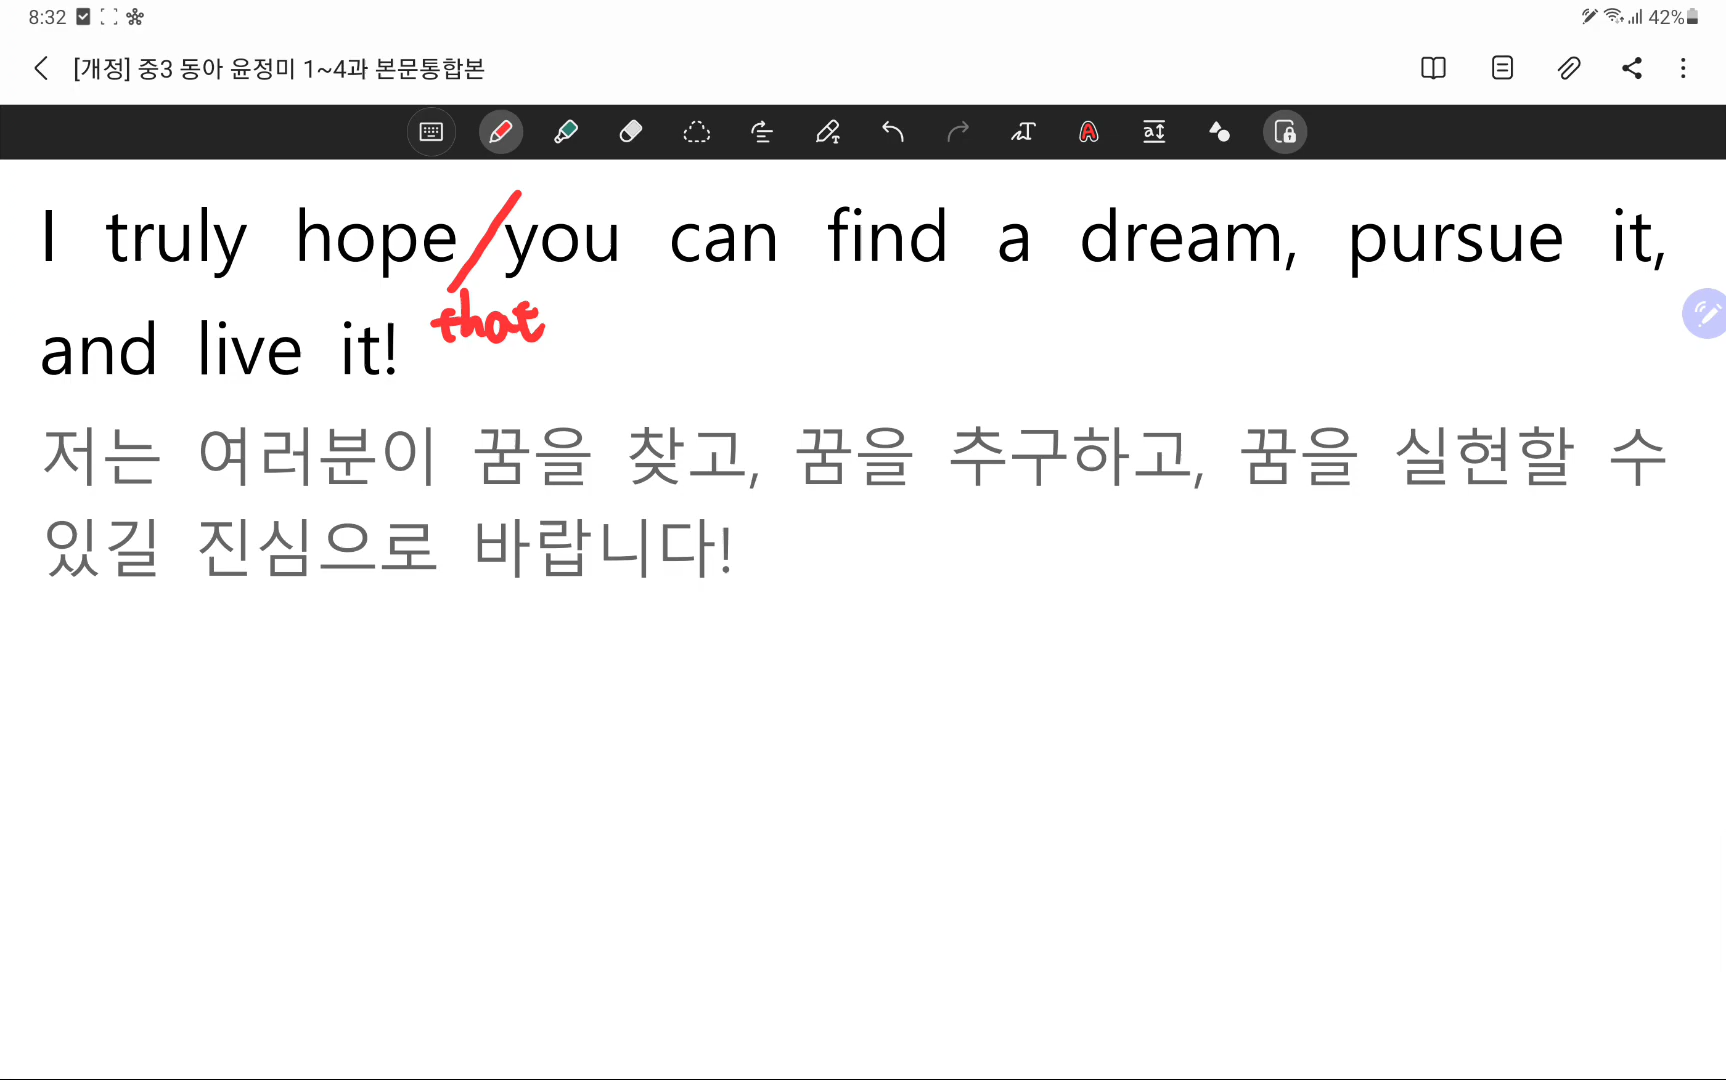 8:32
42%
[개정] 중3 동아 윤정미 1~4과 본문통합본
I truly hope you can find a dream, pursue it,
that
and live it!
저는 여러분이 꿈을 찾고, 꿈을 추구하고, 꿈을 실현할 수
있길 진심으로 바랍니다!